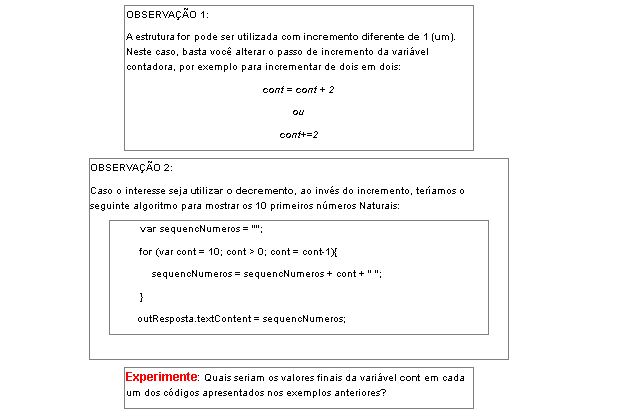 OBSERVAÇÃO 1:
A estrutura for pode ser utilizada com incremento diferente de 1 (um).
Neste caso, basta você alterar o passo de incremento da variável
contadora, por exemplo para incrementar de dois em dois:
cont = cont + 2
ou
cont+=2
OBSERVAÇÃO 2:
Caso o interesse seja utilizar o decremento, ao invés do incremento, teríamos o
seguinte algoritmo para mostrar os 10 primeiros números Naturais:
var sequencNumeros = "";
for (var cont = 10; cont > 0; cont = cont-1){
sequencNumeros = sequencNumeros + cont + " ";
}
outResposta.textContent = sequencNumeros;
Experimente: Quais seriam os valores finais da variável cont em cada
um dos códigos apresentados nos exemplos anteriores?